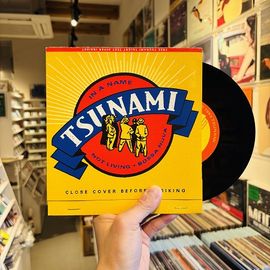 IN A NAME
TSUNAMI
NOT LIVING • BOSSA NOVA
CLOSE COVER BEFORE STRIKING